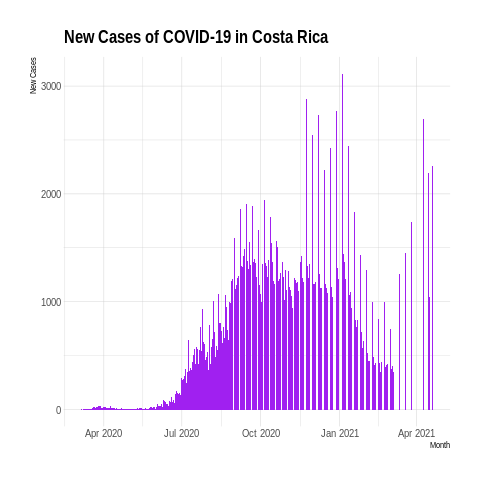 New Cases of COVID-19 in Costa Rica
New Cases
3000
2000
1000
0
Apr 2020 Jul 2020 Oct 2020 Jan 2021 Apr 2021
Month